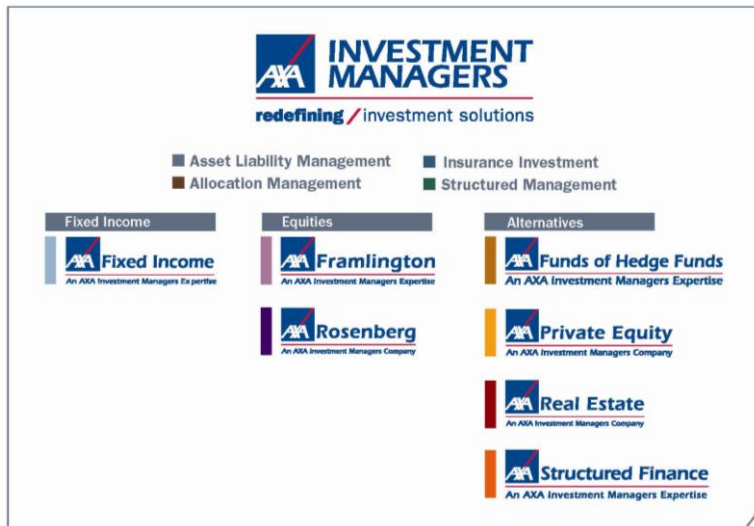 AXA INVESTMENT
MANAGERS
redefining / investment solutions
Asset Liability Management
Insurance Investment
Allocation Management
Structured Management
Fixed Income
AXA Fixed Income
An AXA Investment Managers Expertise
Equities
AXA Framlington
An AXA Investment Managers Expertise
AXA Rosenberg
An AXA Investment Managers Company
Alternatives
AXA Funds of Hedge Funds
An AXA Investment Managers Expertise
AXA Private Equity
An AXA Investment Managers Company
AXA Real Estate
An AXA Investment Managers Company
AXA Structured Finance
An AXA Investment Managers Expertise